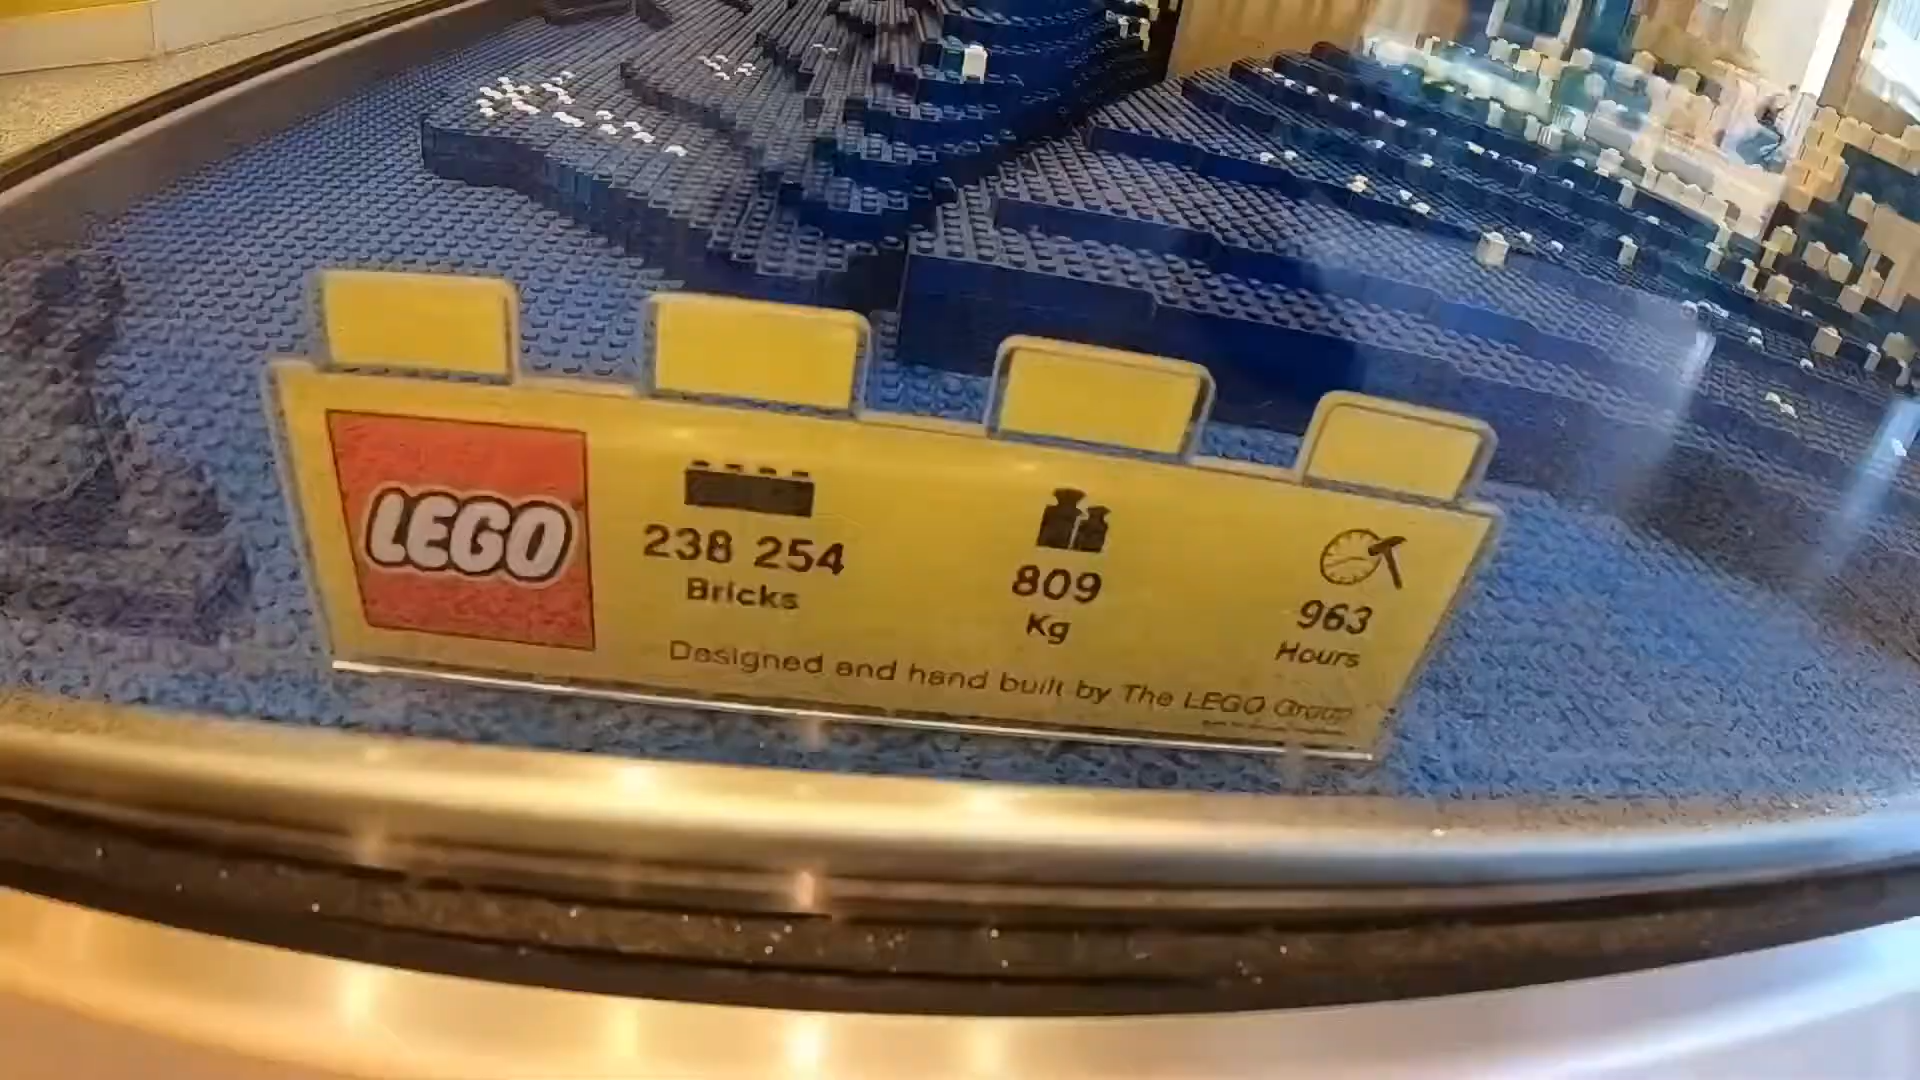 LEGO
238 254
Bricks
809
Kg
963
Hours
Designed and hand built by The LEGO Group